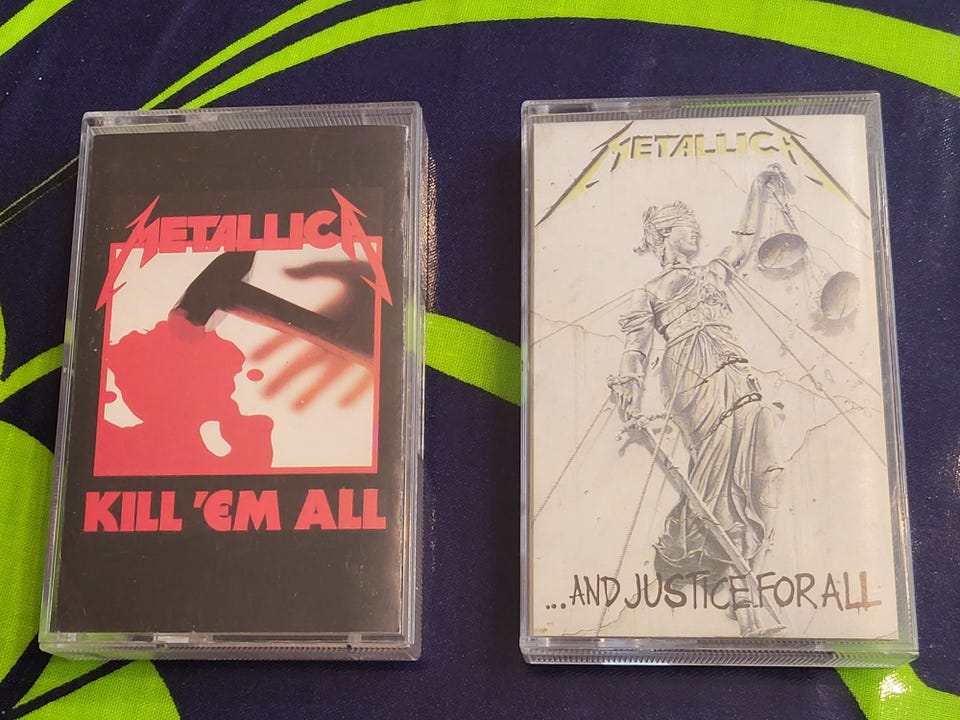 METALLICA
KILL 'EM ALL
METALLICA
...AND JUSTICE FOR ALL